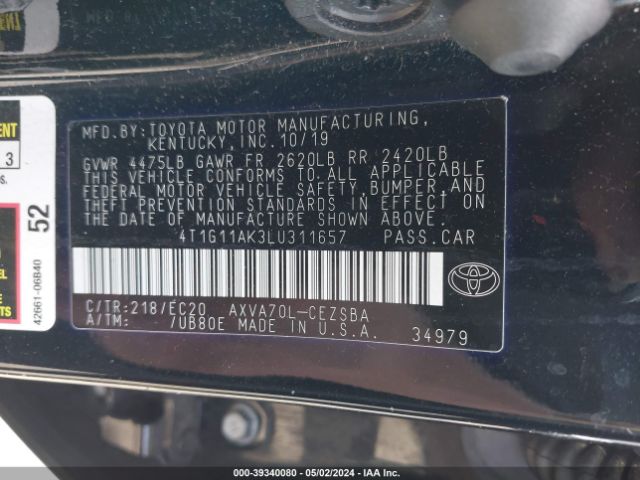 MFD.BY:TOYOTA MOTOR MANUFACTURING,
KENTUCKY, INC. 10/19
GVWR 4475LB GAWR FR 2620LB RR 2420LB
THIS VEHICLE CONFORMS TO ALL APPLICABLE
FEDERAL MOTOR VEHICLE SAFETY, BUMPER, AND
THEFT PREVENTION STANDARDS IN EFFECT ON
THE DATE OF MANUFACTURE SHOWN ABOVE.
4T1G11AK3LU311657 PASS.CAR
C/TR:218/EC20 AXVA70L-CEZSBA
A/TM: /UB80E MADE IN U.S.A.
34979
3
52
42661-06B40
IAA - 39340080 - 05/02/2024 - IAA